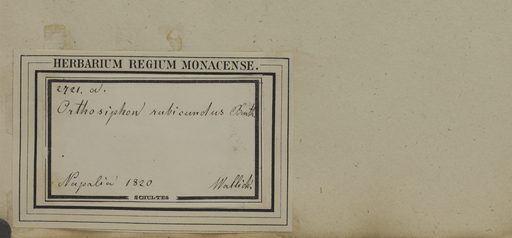 HERBARIUM REGIUM MONACENSE.
2721. a.
Orthosiphon rubicundus Benth
Napalia 1820 Wallich.
SCHULTES